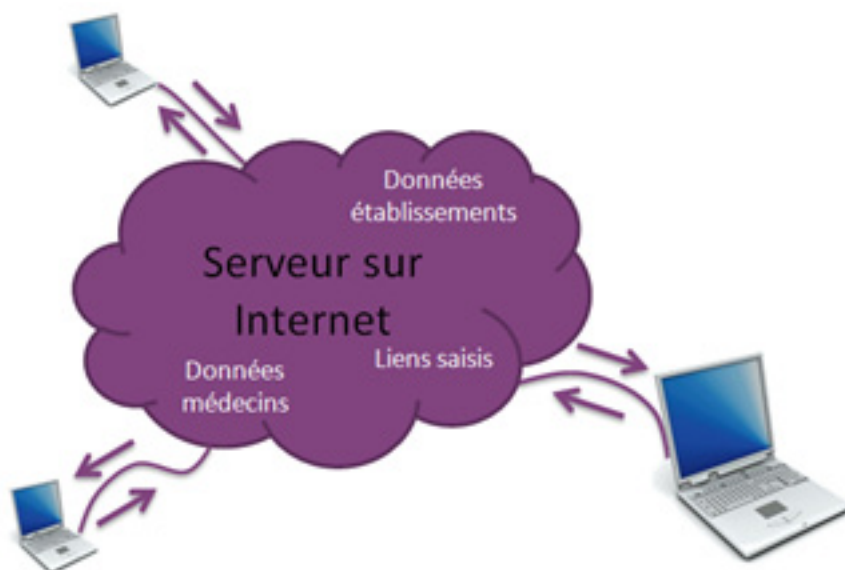 Données
établissements
Serveur sur
Internet
Liens saisis
Données
médecins